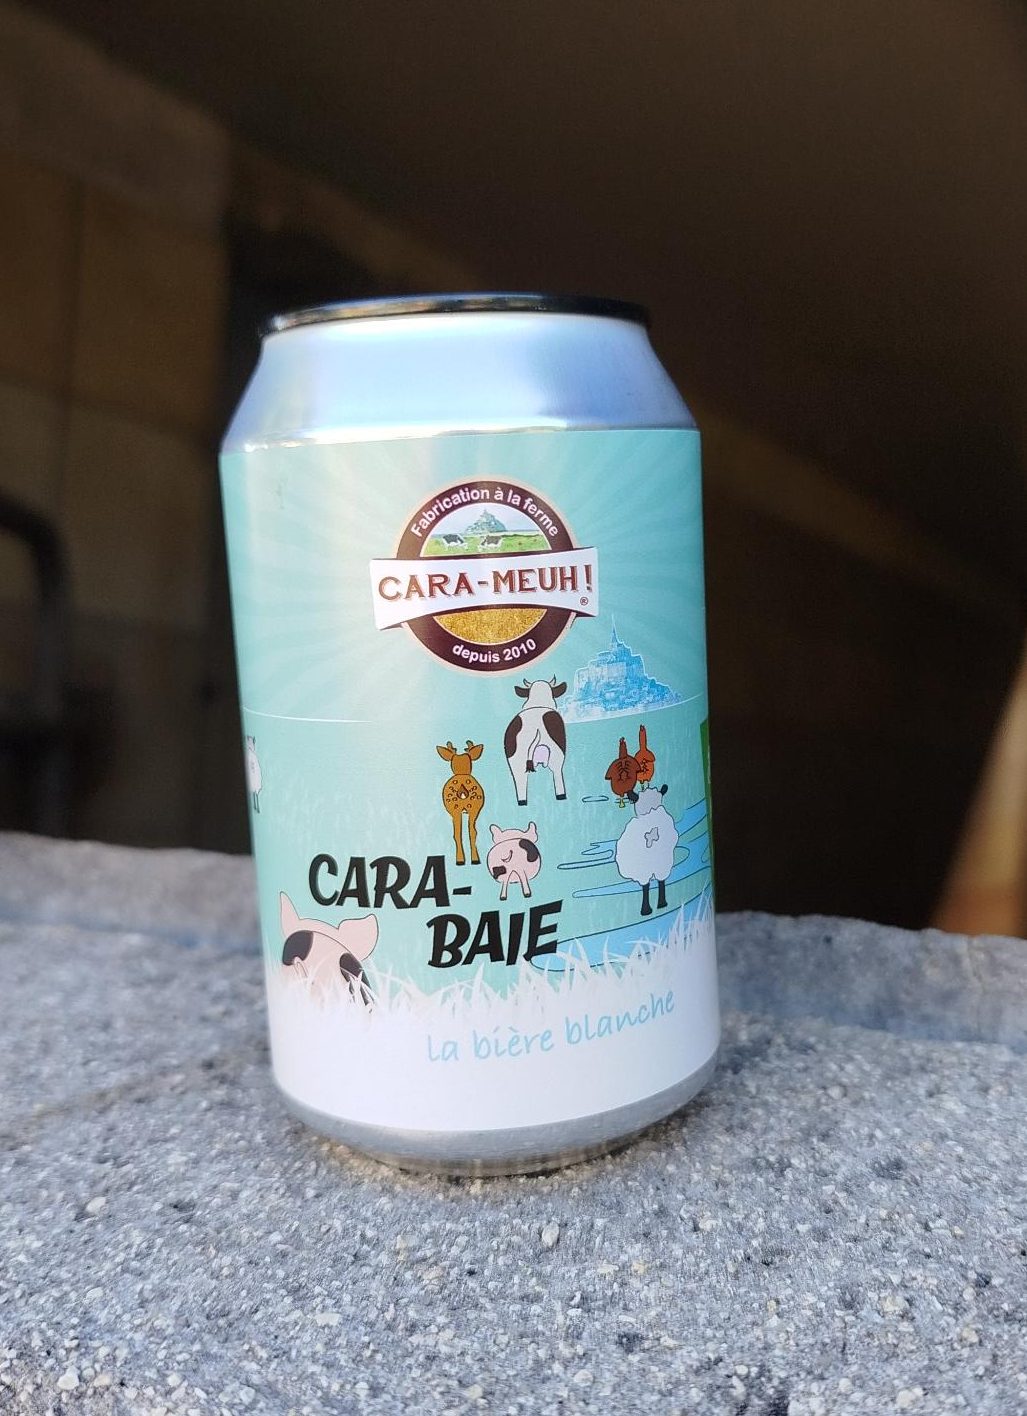 Fabrication à la ferme
CARA-MEUH!
®
depuis 2010
CARA-
BAIE
la bière blanche